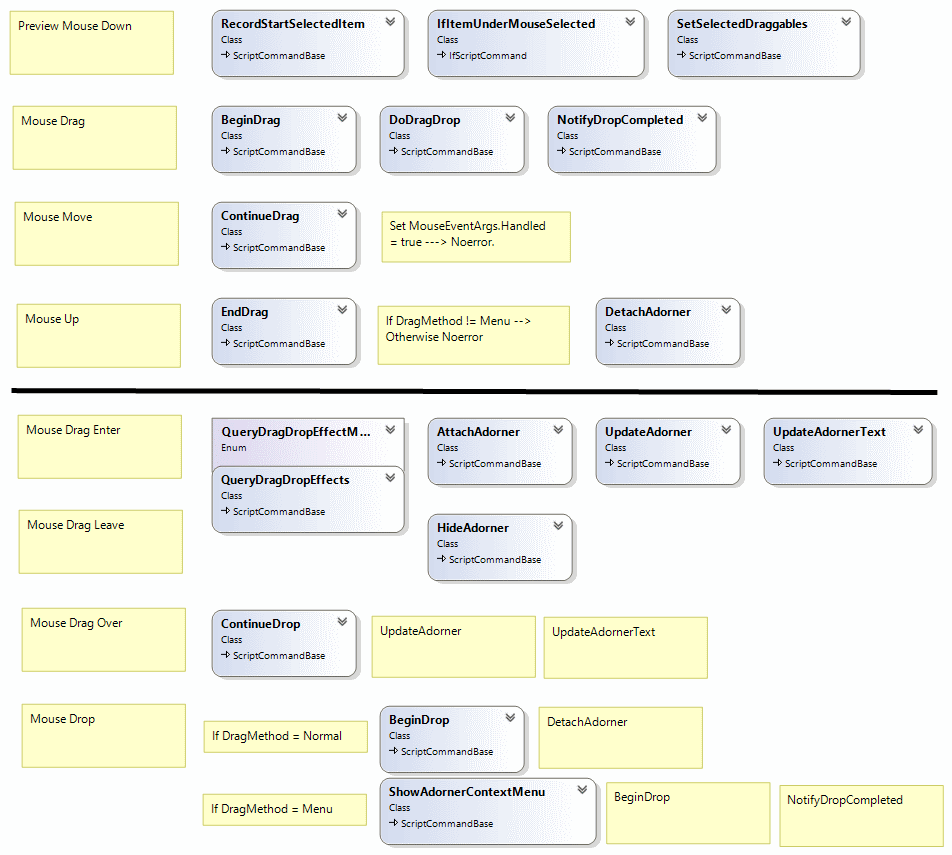 Preview Mouse Down
RecordStartSelectedItem
Class
ScriptCommandBase
IfItemUnderMouseSelected
Class
IfScriptCommand
SetSelectedDraggables
Class
ScriptCommandBase
Mouse Drag
BeginDrag
Class
ScriptCommandBase
DoDragDrop
Class
ScriptCommandBase
NotifyDropCompleted
Class
ScriptCommandBase
Mouse Move
ContinueDrag
Class
ScriptCommandBase
Set MouseEventArgs.Handled
= true ---> Noerror.
Mouse Up
EndDrag
Class
ScriptCommandBase
If DragMethod != Menu -->
Otherwise Noerror
DetachAdorner
Class
ScriptCommandBase
Mouse Drag Enter
QueryDragDropEffectM...
Enum
QueryDragDropEffects
Class
ScriptCommandBase
AttachAdorner
Class
ScriptCommandBase
UpdateAdorner
Class
ScriptCommandBase
UpdateAdornerText
Class
ScriptCommandBase
Mouse Drag Leave
HideAdorner
Class
ScriptCommandBase
Mouse Drag Over
ContinueDrop
Class
ScriptCommandBase
UpdateAdorner
UpdateAdornerText
Mouse Drop
If DragMethod = Normal
BeginDrop
Class
ScriptCommandBase
DetachAdorner
If DragMethod = Menu
ShowAdornerContextMenu
Class
ScriptCommandBase
BeginDrop
NotifyDropCompleted